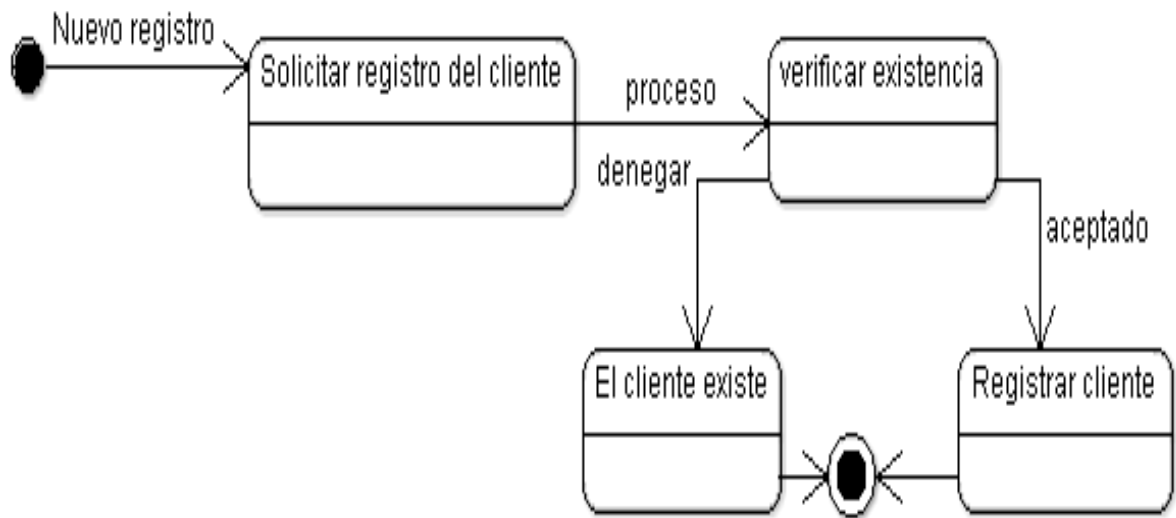 Nuevo registro
Solicitar registro del cliente
proceso
verificar existencia
denegar
aceptado
El cliente existe
Registrar cliente